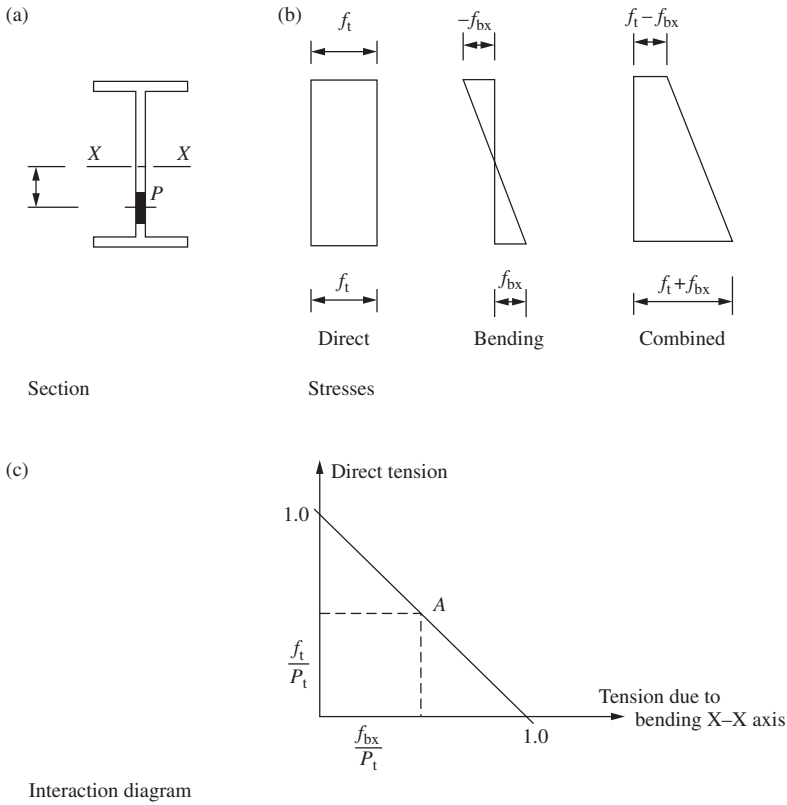 (a)
X X
P
Section
(b)
f_t
-f_bx
f_t - f_bx
f_t
f_bx
f_t + f_bx
Direct
Bending
Combined
Stresses
(c)
Direct tension
1.0
A
f_t
P_t
Tension due to
bending X–X axis
f_bx
P_t
1.0
Interaction diagram